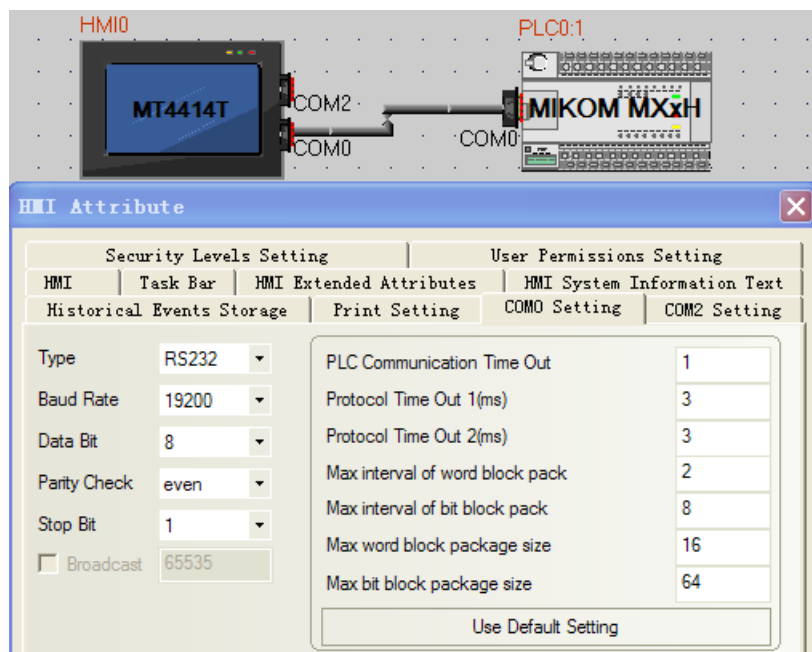 HMI0
PLC0:1
MT4414T
COM2
COM0
COM0
MIKOM MXxH
HMI Attribute
Security Levels Setting
User Permissions Setting
HMI
Task Bar
HMI Extended Attributes
HMI System Information Text
Historical Events Storage
Print Setting
COM0 Setting
COM2 Setting
Type
RS232
Baud Rate
19200
Data Bit
8
Parity Check
even
Stop Bit
1
Broadcast
65535
PLC Communication Time Out
1
Protocol Time Out 1(ms)
3
Protocol Time Out 2(ms)
3
Max interval of word block pack
2
Max interval of bit block pack
8
Max word block package size
16
Max bit block package size
64
Use Default Setting